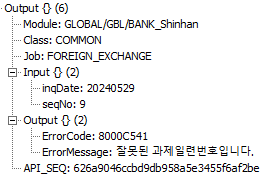 Output {} (6)
Module: GLOBAL/GBL/BANK_Shinhan
Class: COMMON
Job: FOREIGN_EXCHANGE
Input {} (2)
inqDate: 20240529
seqNo: 9
Output {} (2)
ErrorCode: 8000C541
ErrorMessage: 잘못된 과제일련번호입니다.
API_SEQ: 626a9046ccbd9db958a5e3455f6af2be